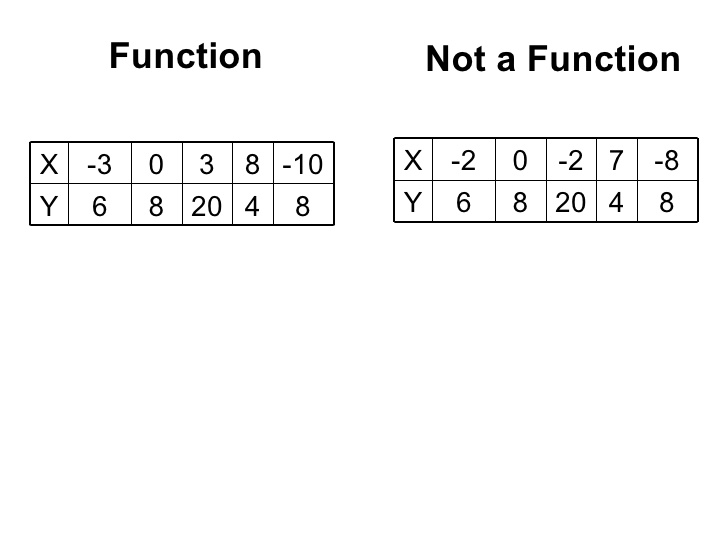 Function
X -3 0 3 8 -10
Y 6 8 20 4 8
Not a Function
X -2 0 -2 7 -8
Y 6 8 20 4 8